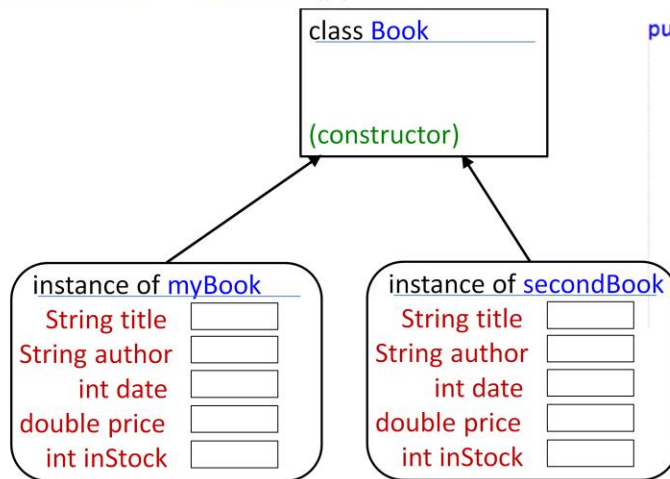 class Book
pu
(constructor)
instance of myBook
String title
String author
int date
double price
int inStock
instance of secondBook
String title
String author
int date
double price
int inStock